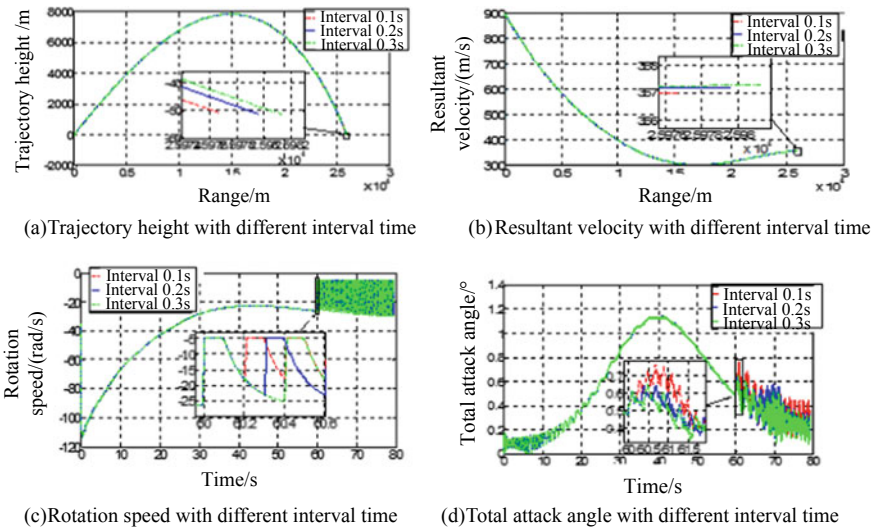 Trajectory height /m
8000
6000
4000
2000
0
-2000
Interval 0.1s
Interval 0.2s
Interval 0.3s
0 0.5 1 1.5 2 2.5 3
Range/m
(a)Trajectory height with different interval time
Resultant
velocity/(m/s)
900
800
700
600
500
400
300
Interval 0.1s
Interval 0.2s
Interval 0.3s
357
0 0.5 1 1.5 2 2.5 3
Range/m
(b)Resultant velocity with different interval time
Rotation
speed/(rad/s)
0
-20
-40
-60
-80
-100
-120
Interval 0.1s
Interval 0.2s
Interval 0.3s
-5
-10
-15
-20
-25
60 60.2 60.4 60.6
0 10 20 30 40 50 60 70 80
Time/s
(c)Rotation speed with different interval time
Total attack angle/°
1.4
1.2
1
0.8
0.6
0.4
0.2
0
Interval 0.1s
Interval 0.2s
Interval 0.3s
0 10 20 30 40 50 60 70 80
Time/s
(d)Total attack angle with different interval time